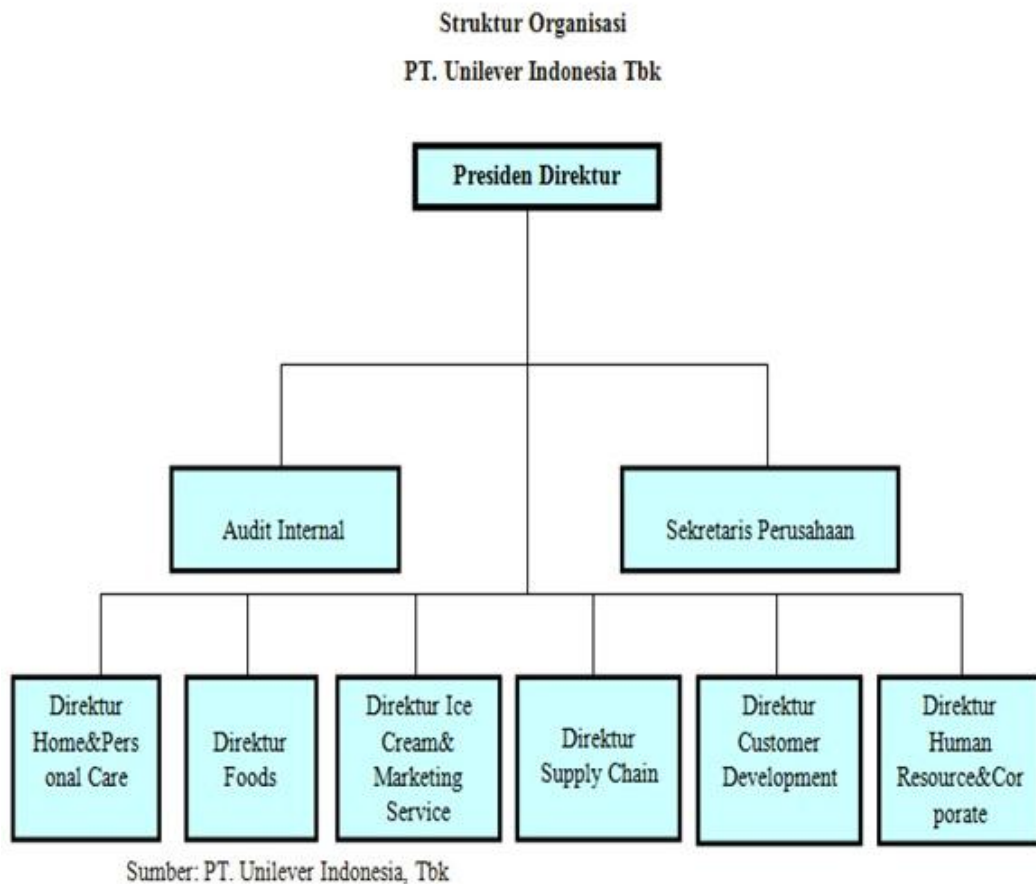 Struktur Organisasi
PT. Unilever Indonesia Tbk
Presiden Direktur
Audit Internal
Sekretaris Perusahaan
Direktur
Home&Pers
onal Care
Direktur
Foods
Direktur Ice
Cream&
Marketing
Service
Direktur
Supply Chain
Direktur
Customer
Development
Direktur
Human
Resource&Cor
porate
Sumber: PT. Unilever Indonesia, Tbk